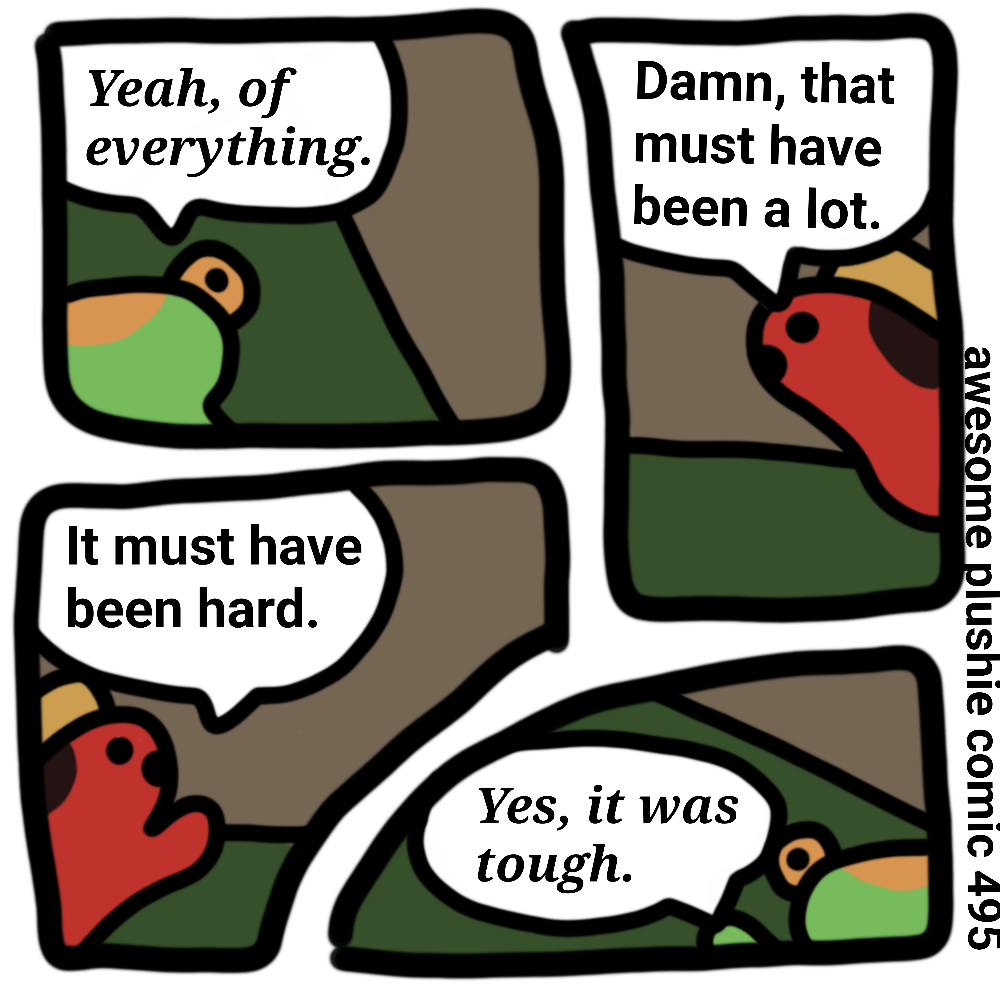 Yeah, of
everything.
Damn, that
must have
been a lot.
It must have
been hard.
Yes, it was
tough.
awesome plushie comic 495